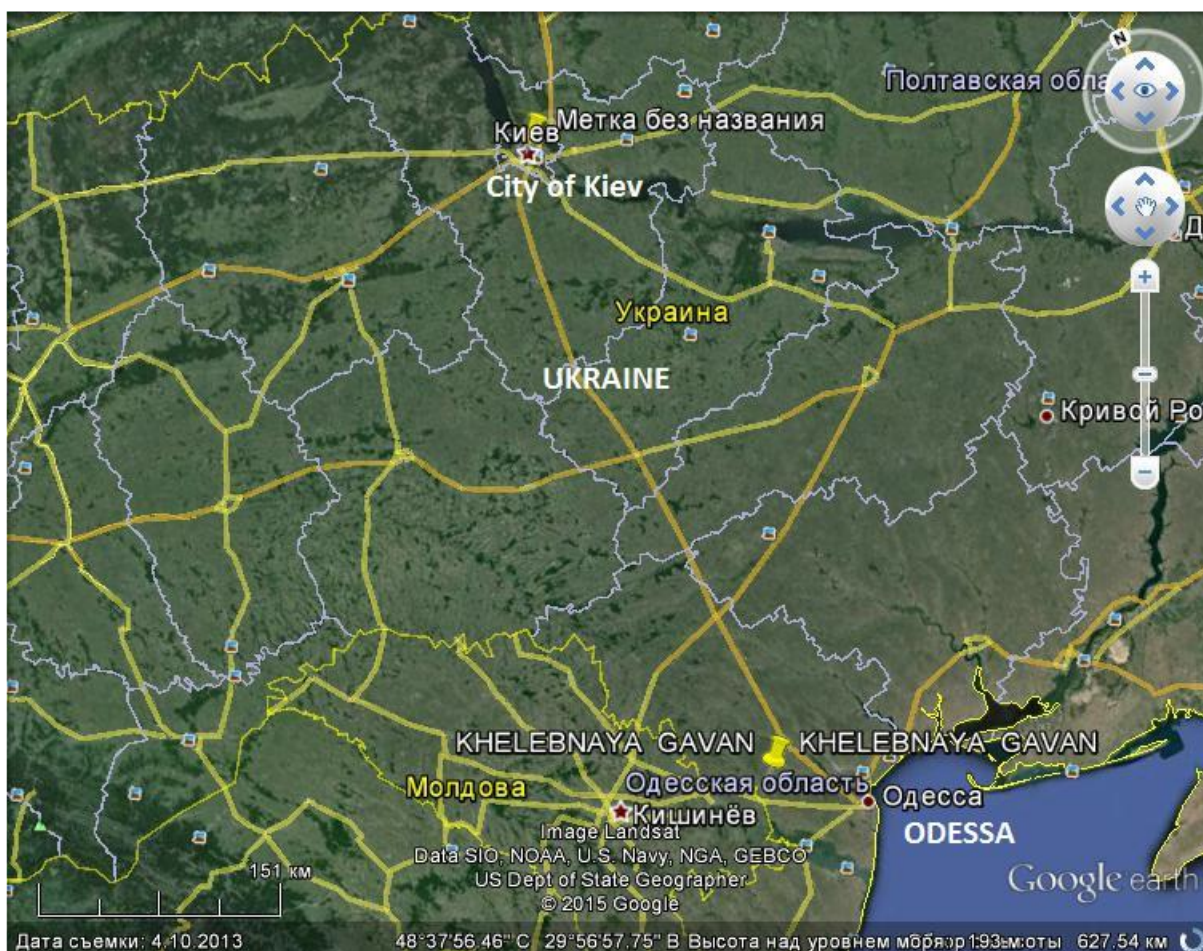 N
Полтавская обла
Метка без названия
Киев
City of Kiev
Д
Украина
UKRAINE
Кривой Ро
KHELEBNAYA GAVAN KHELEBNAYA GAVAN
Одесская область
Молдова
Одесса
Кишинёв
ODESSA
Image Landsat
Data SIO, NOAA, U.S. Navy, NGA, GEBCO
US Dept of State Geographer
© 2015 Google
151 км
Google earth
Дата съемки: 4.10.2013 48°37'56.46" С 29°56'57.75" В Высота над уровнем моря 627.54 км